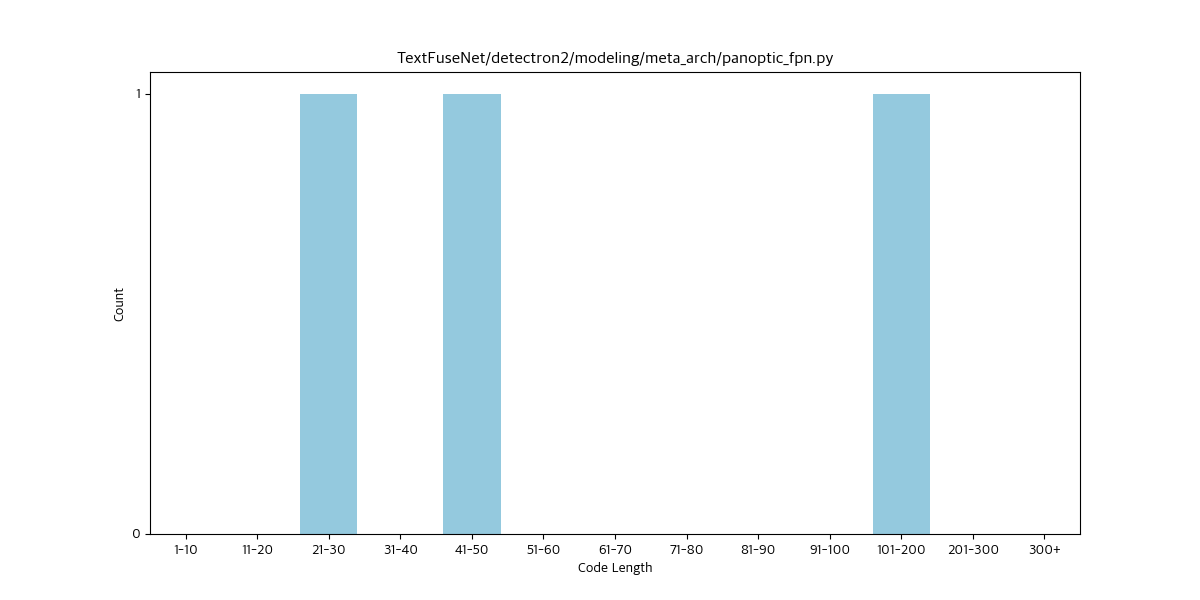 TextFuseNet/detectron2/modeling/meta_arch/panoptic_fpn.py
1
Count
0
1-10 11-20 21-30 31-40 41-50 51-60 61-70 71-80 81-90 91-100 101-200 201-300 300+
Code Length